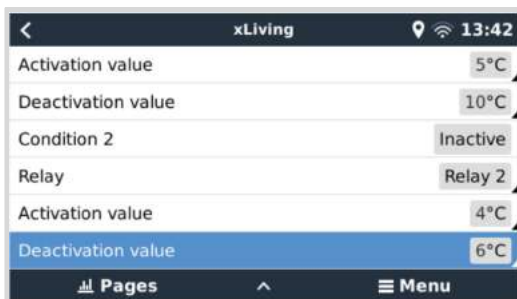 xLiving 13:42
Activation value 5°C
Deactivation value 10°C
Condition 2 Inactive
Relay Relay 2
Activation value 4°C
Deactivation value 6°C
Pages Menu